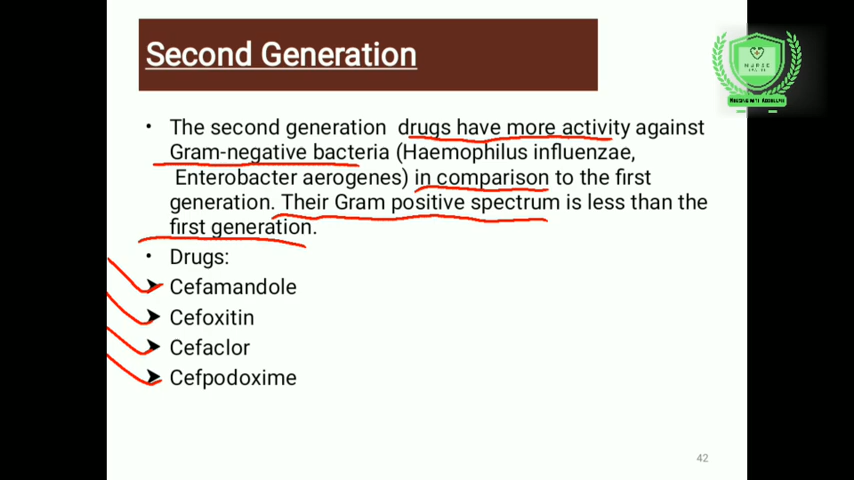 Second Generation
• The second generation drugs have more activity against
Gram-negative bacteria (Haemophilus influenzae,
Enterobacter aerogenes) in comparison to the first
generation. Their Gram positive spectrum is less than the
first generation.
• Drugs:
➤ Cefamandole
➤ Cefoxitin
➤ Cefaclor
➤ Cefpodoxime
42
NURSE